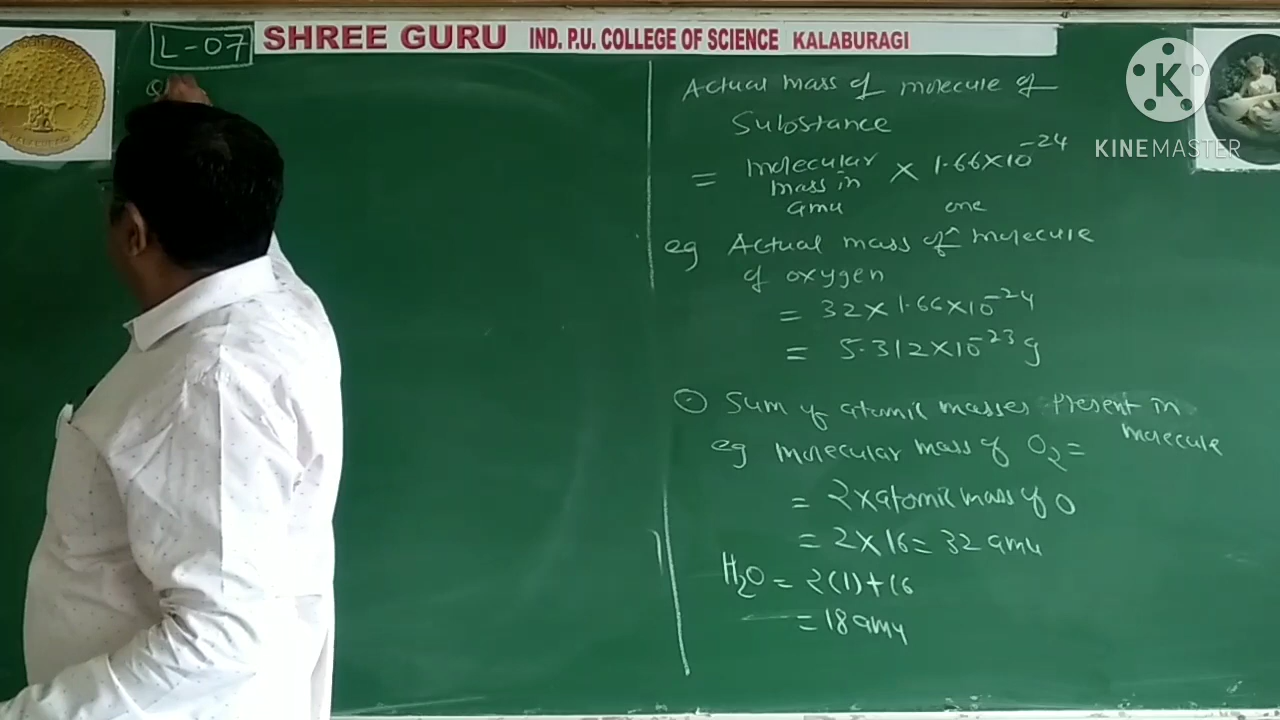 L-07
SHREE GURU IND. P.U. COLLEGE OF SCIENCE KALABURAGI
K
KINEMASTER
KALABURAGI
Q
Actual mass of molecule of
Substance
= molecular mass in amu × 1.66×10⁻²⁴
eg Actual mass of ^one molecule
of oxygen
= 32×1.66×10⁻²⁴
= 5.312×10⁻²³g
⊙ Sum of atomic masses Present in
molecule
eg molecular mass of O₂ =
= 2×atomic mass of O
= 2×16 = 32 amu
H₂O = 2(1)+16
= 18amu